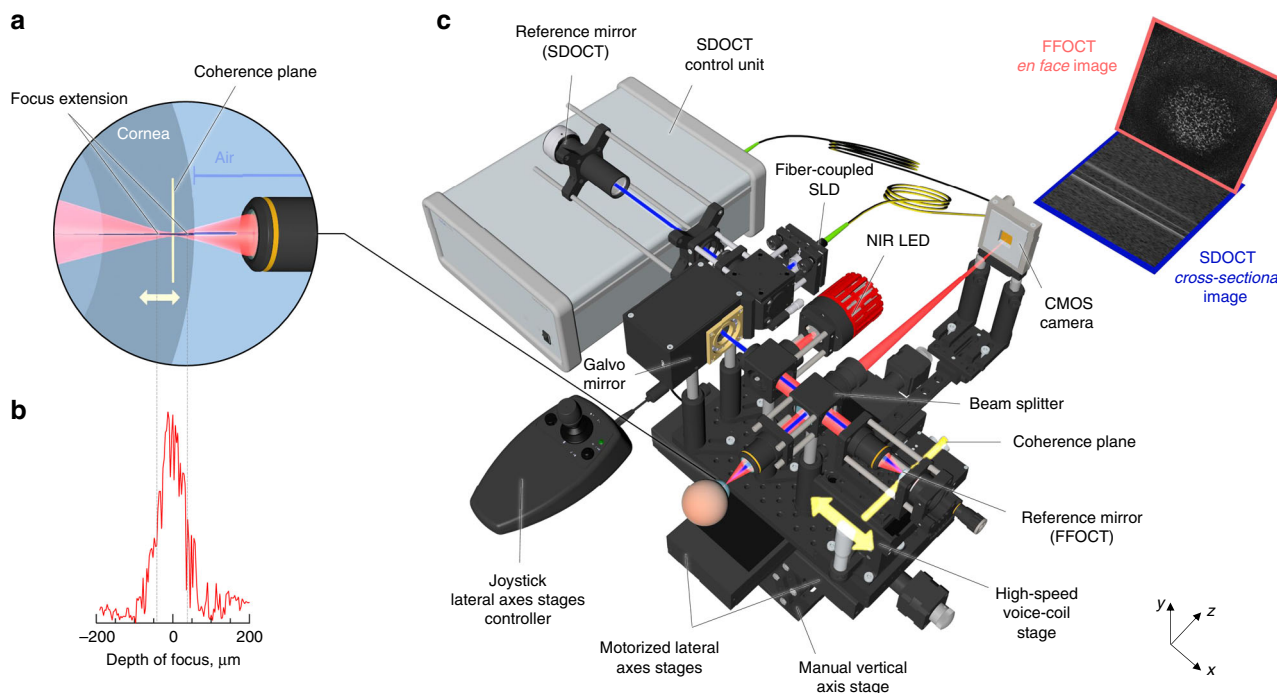 a
Coherence plane
Focus extension
Cornea
Air
b
−200
0
200
Depth of focus, μm
c
Reference mirror
(SDOCT)
SDOCT
control unit
FFOCT
en face image
Fiber-coupled
SLD
NIR LED
SDOCT
cross-sectional
image
CMOS
camera
Galvo
mirror
Beam splitter
Coherence plane
Reference mirror
(FFOCT)
High-speed
voice-coil
stage
Joystick
lateral axes stages
controller
Motorized lateral
axes stages
Manual vertical
axis stage
y
z
x